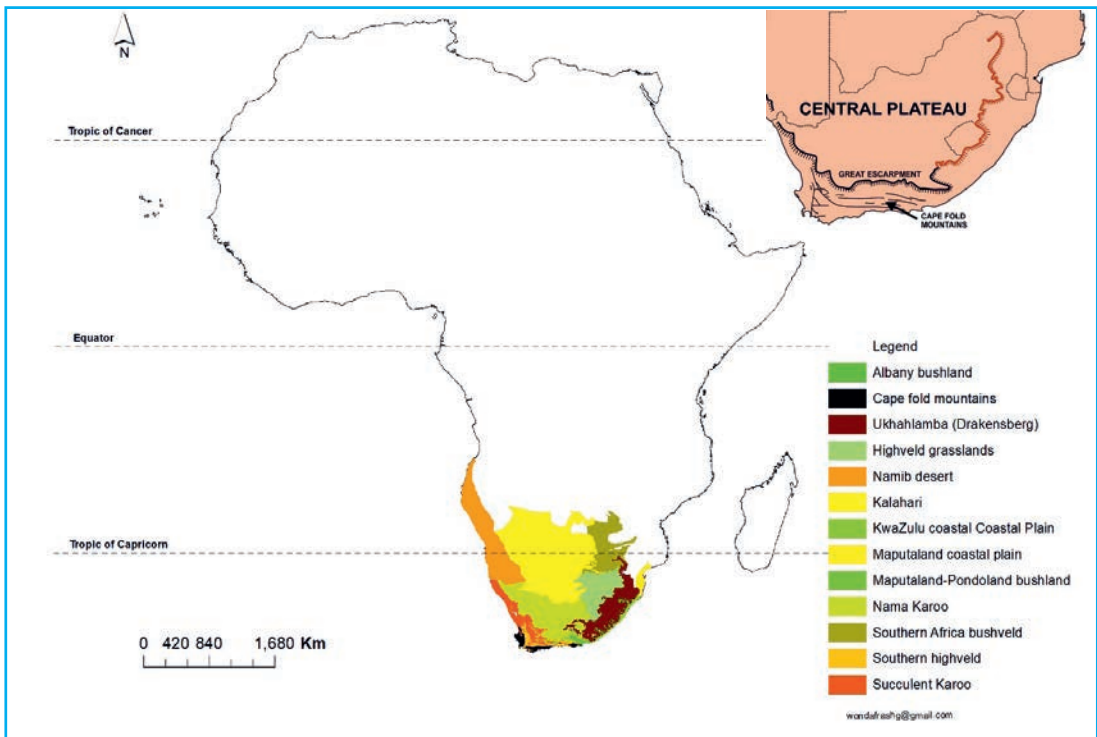 N
CENTRAL PLATEAU
GREAT ESCARPMENT
CAPE FOLD
MOUNTAINS
Tropic of Cancer
Equator
Tropic of Capricorn
0 420 840 1,680 Km
Legend
Albany bushland
Cape fold mountains
Ukhahlamba (Drakensberg)
Highveld grasslands
Namib desert
Kalahari
KwaZulu coastal Coastal Plain
Maputaland coastal plain
Maputaland-Pondoland bushland
Nama Karoo
Southern Africa bushveld
Southern highveld
Succulent Karoo
wondafrashg@gmail.com